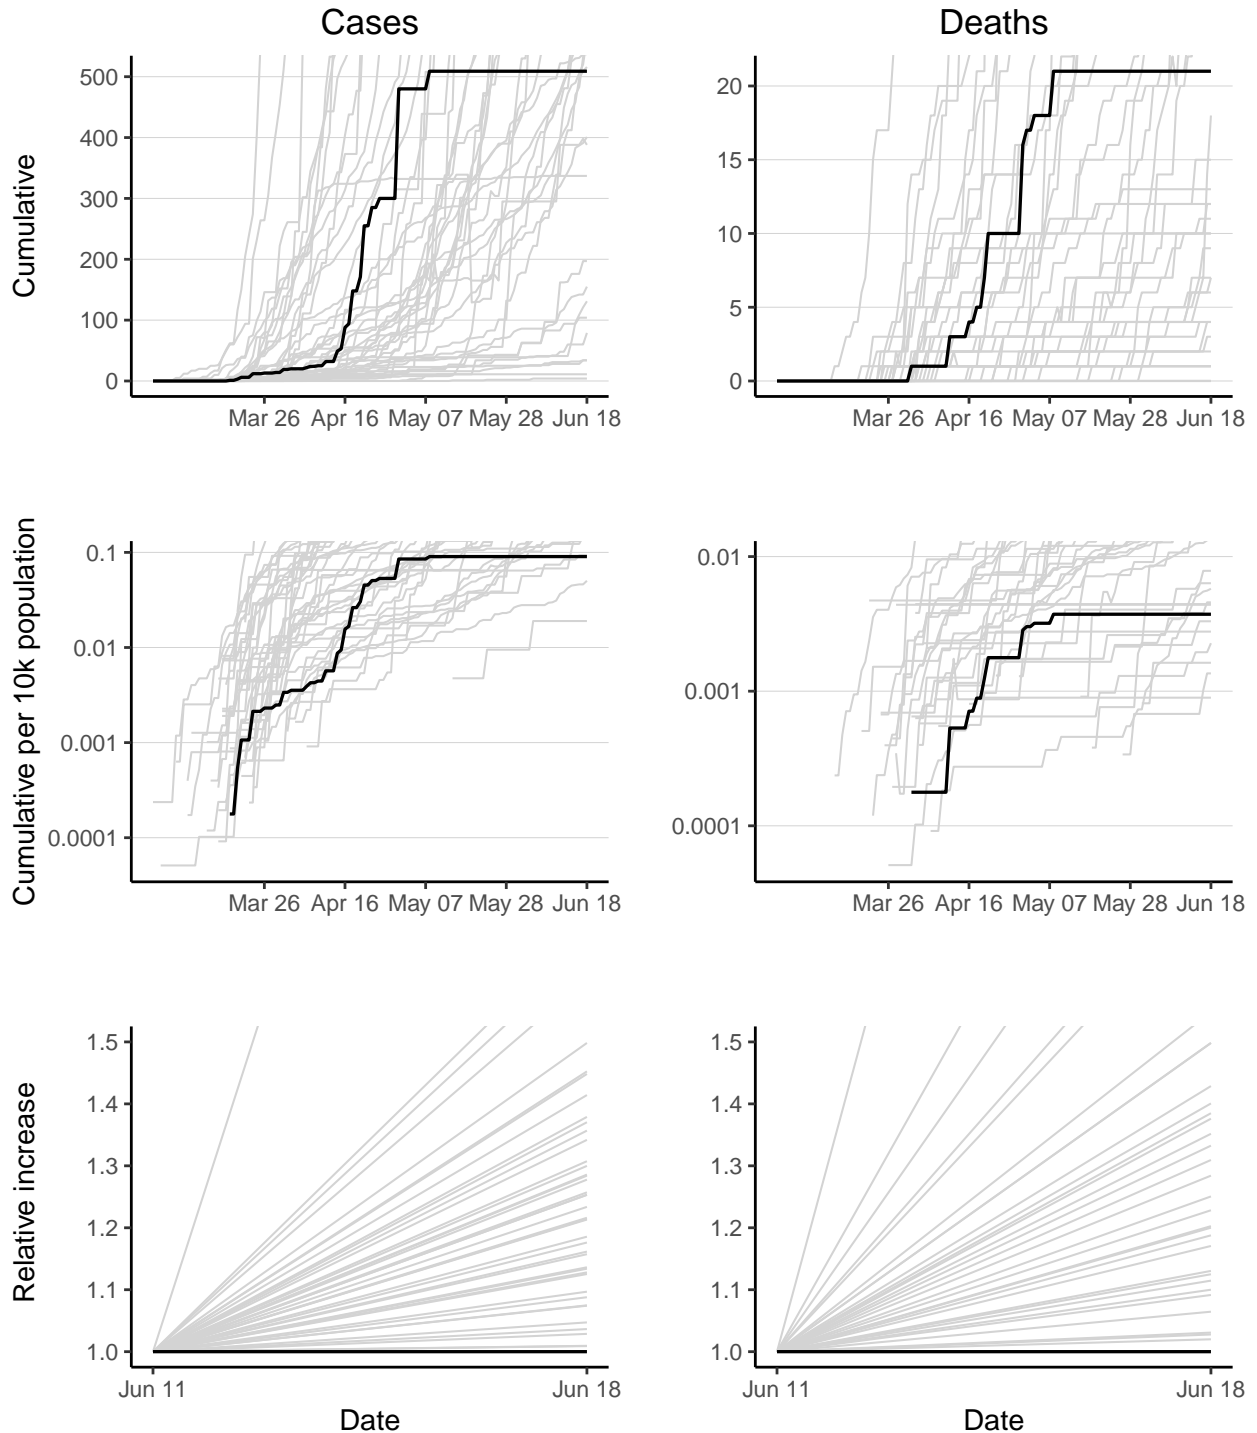 Cases
Deaths
Cumulative
500
400
300
200
100
0
Mar 26 Apr 16 May 07 May 28 Jun 18
20
15
10
5
0
Mar 26 Apr 16 May 07 May 28 Jun 18
Cumulative per 10k population
0.1
0.01
0.001
0.0001
Mar 26 Apr 16 May 07 May 28 Jun 18
0.01
0.001
0.0001
Mar 26 Apr 16 May 07 May 28 Jun 18
Relative increase
1.5
1.4
1.3
1.2
1.1
1.0
Jun 11 Jun 18
Date
1.5
1.4
1.3
1.2
1.1
1.0
Jun 11 Jun 18
Date